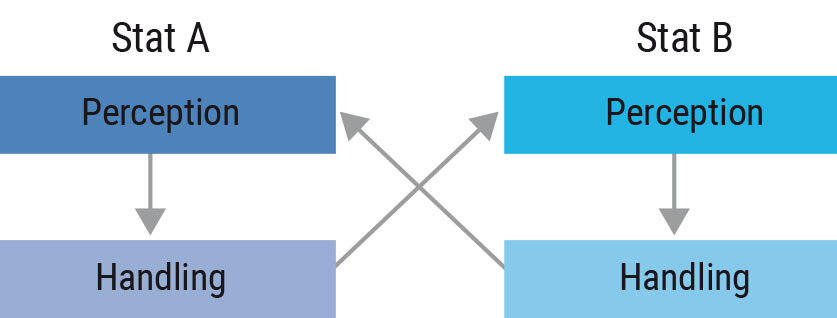 Stat A
Stat B
Perception
Perception
Handling
Handling